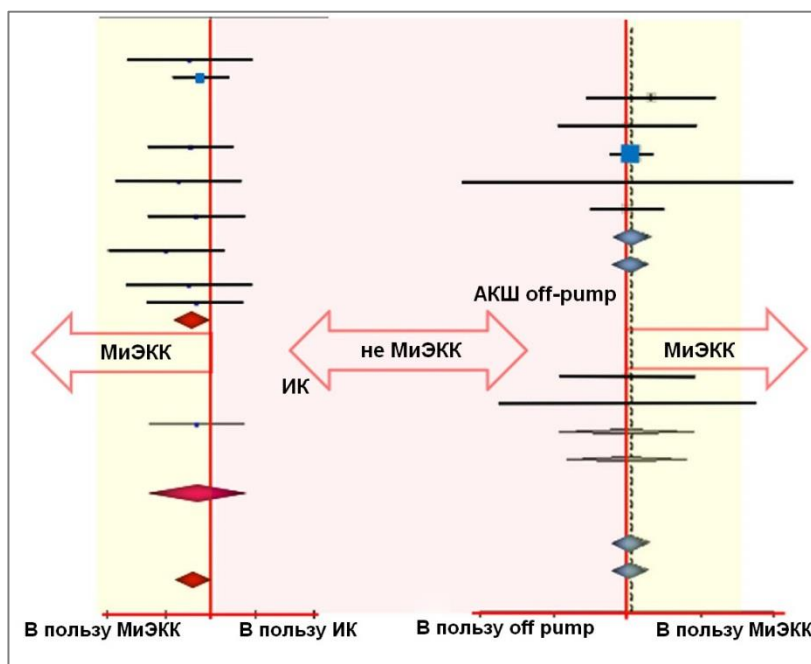 АКШ off-pump
МиЭКК
не МиЭКК
МиЭКК
ИК
В пользу МиЭКК
В пользу ИК
В пользу off pump
В пользу МиЭКК